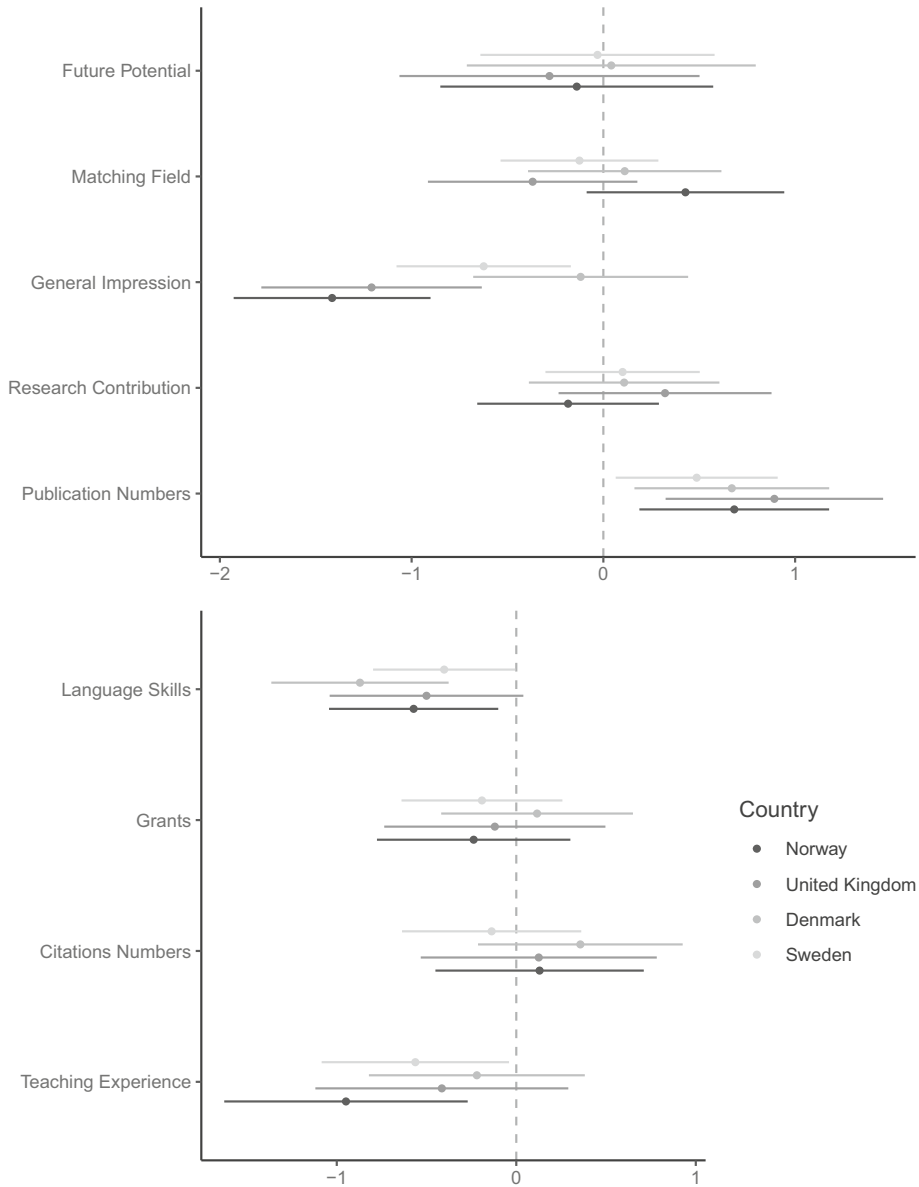 Future Potential
Matching Field
General Impression
Research Contribution
Publication Numbers
−2 −1 0 1
Language Skills
Grants
Citations Numbers
Teaching Experience
−1 0 1
Country
Norway
United Kingdom
Denmark
Sweden